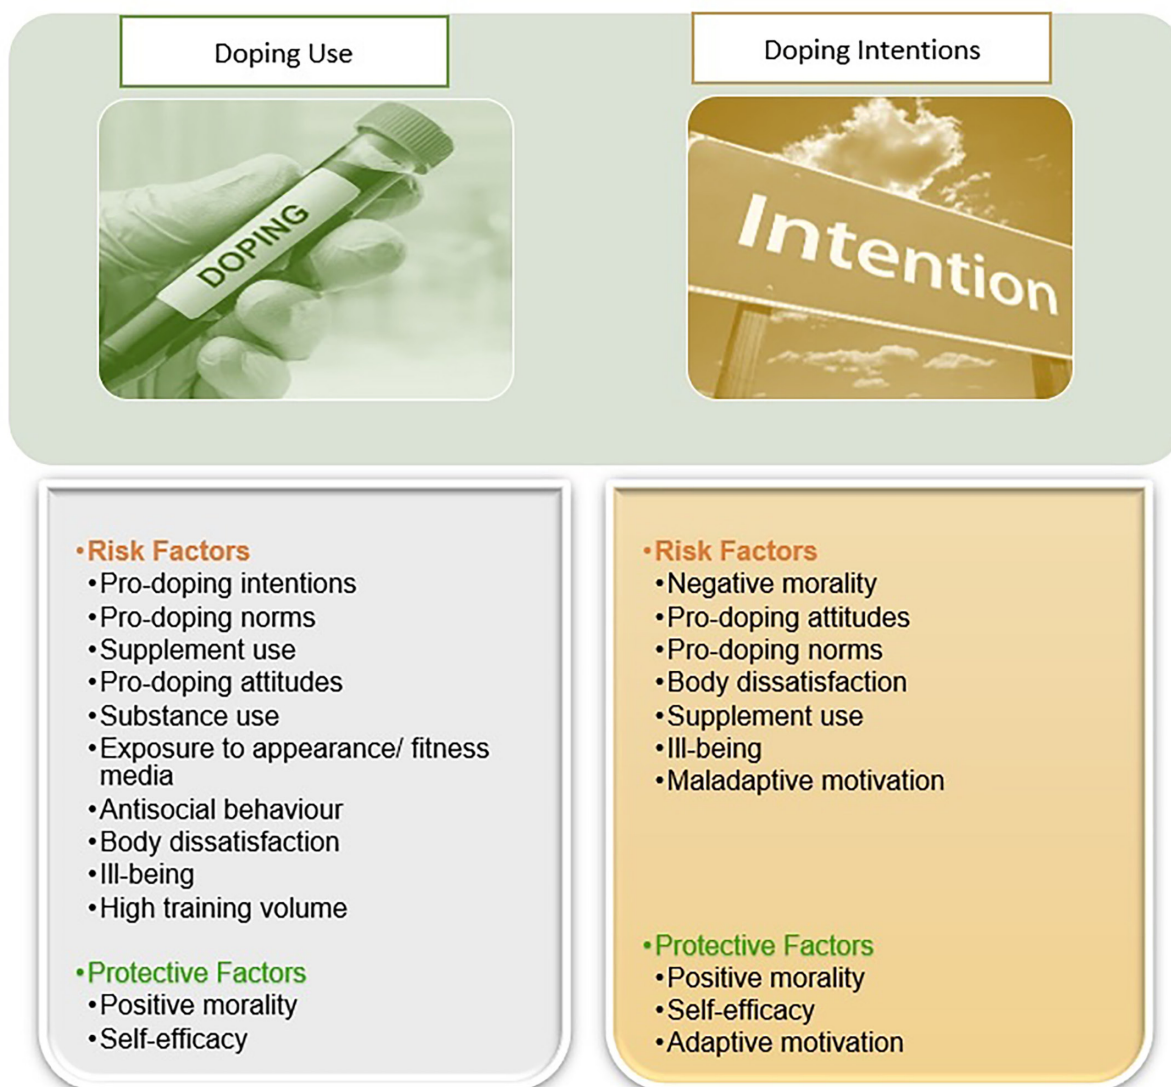 Doping Use
Doping Intentions
DOPING
Intention
•Risk Factors
•Pro-doping intentions
•Pro-doping norms
•Supplement use
•Pro-doping attitudes
•Substance use
•Exposure to appearance/ fitness
media
•Antisocial behaviour
•Body dissatisfaction
•Ill-being
•High training volume
•Protective Factors
•Positive morality
•Self-efficacy
•Risk Factors
•Negative morality
•Pro-doping attitudes
•Pro-doping norms
•Body dissatisfaction
•Supplement use
•Ill-being
•Maladaptive motivation
•Protective Factors
•Positive morality
•Self-efficacy
•Adaptive motivation